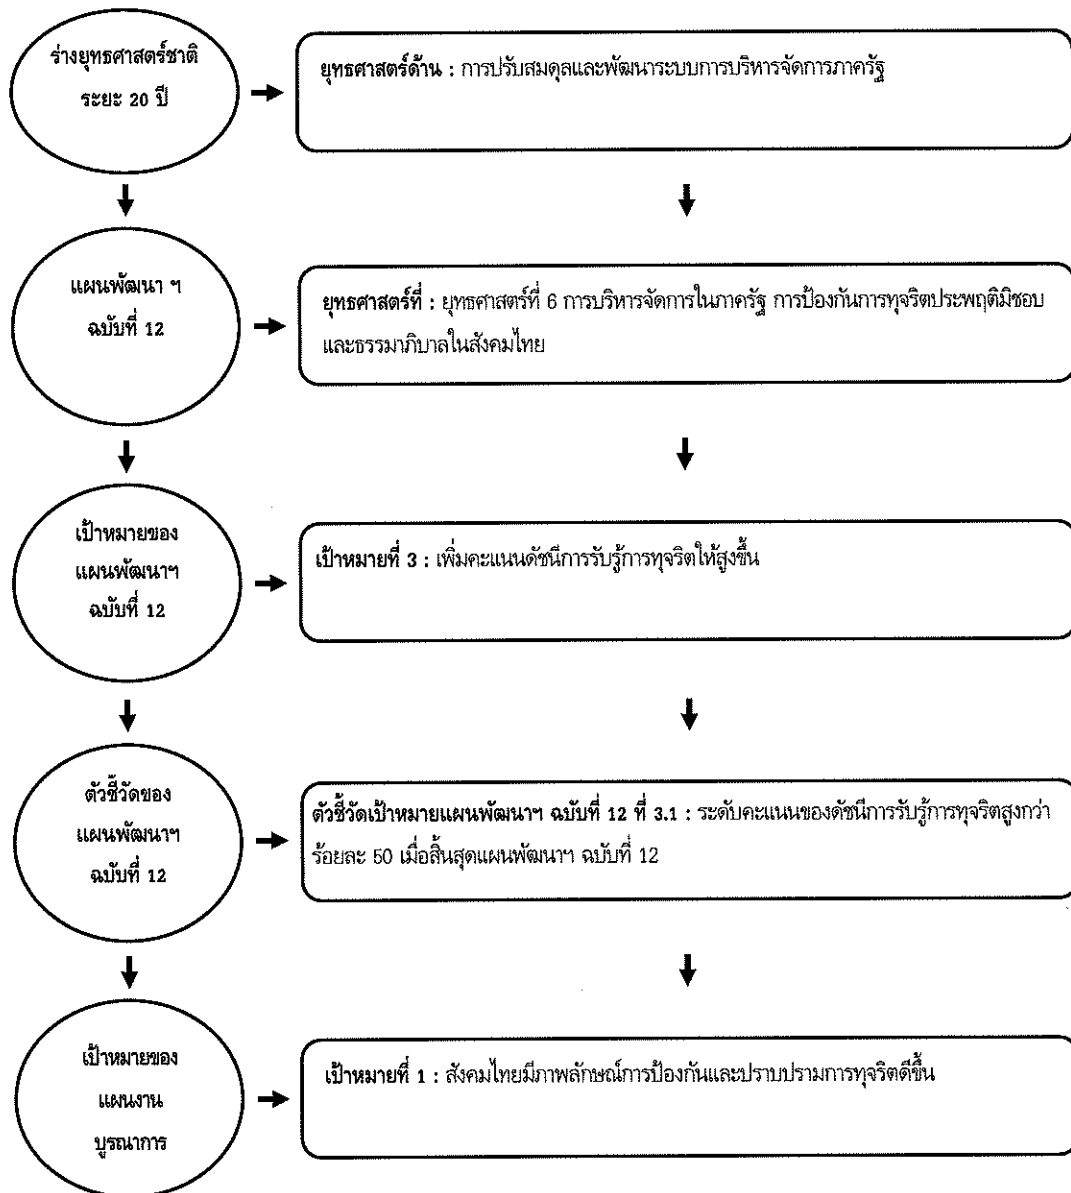 ร่างยุทธศาสตร์ชาติ
ระยะ 20 ปี
ยุทธศาสตร์ด้าน : การปรับสมดุลและพัฒนาระบบการบริหารจัดการภาครัฐ
แผนพัฒนา ฯ
ฉบับที่ 12
ยุทธศาสตร์ที่ : ยุทธศาสตร์ที่ 6 การบริหารจัดการในภาครัฐ การป้องกันการทุจริตประพฤติมิชอบ
และธรรมาภิบาลในสังคมไทย
เป้าหมายของ
แผนพัฒนาฯ
ฉบับที่ 12
เป้าหมายที่ 3 : เพิ่มคะแนนดัชนีการรับรู้การทุจริตให้สูงขึ้น
ตัวชี้วัดของ
แผนพัฒนาฯ
ฉบับที่ 12
ตัวชี้วัดเป้าหมายแผนพัฒนาฯ ฉบับที่ 12 ที่ 3.1 : ระดับคะแนนของดัชนีการรับรู้การทุจริตสูงกว่า
ร้อยละ 50 เมื่อสิ้นสุดแผนพัฒนาฯ ฉบับที่ 12
เป้าหมายของ
แผนงาน
บูรณาการ
เป้าหมายที่ 1 : สังคมไทยมีภาพลักษณ์การป้องกันและปราบปรามการทุจริตดีขึ้น